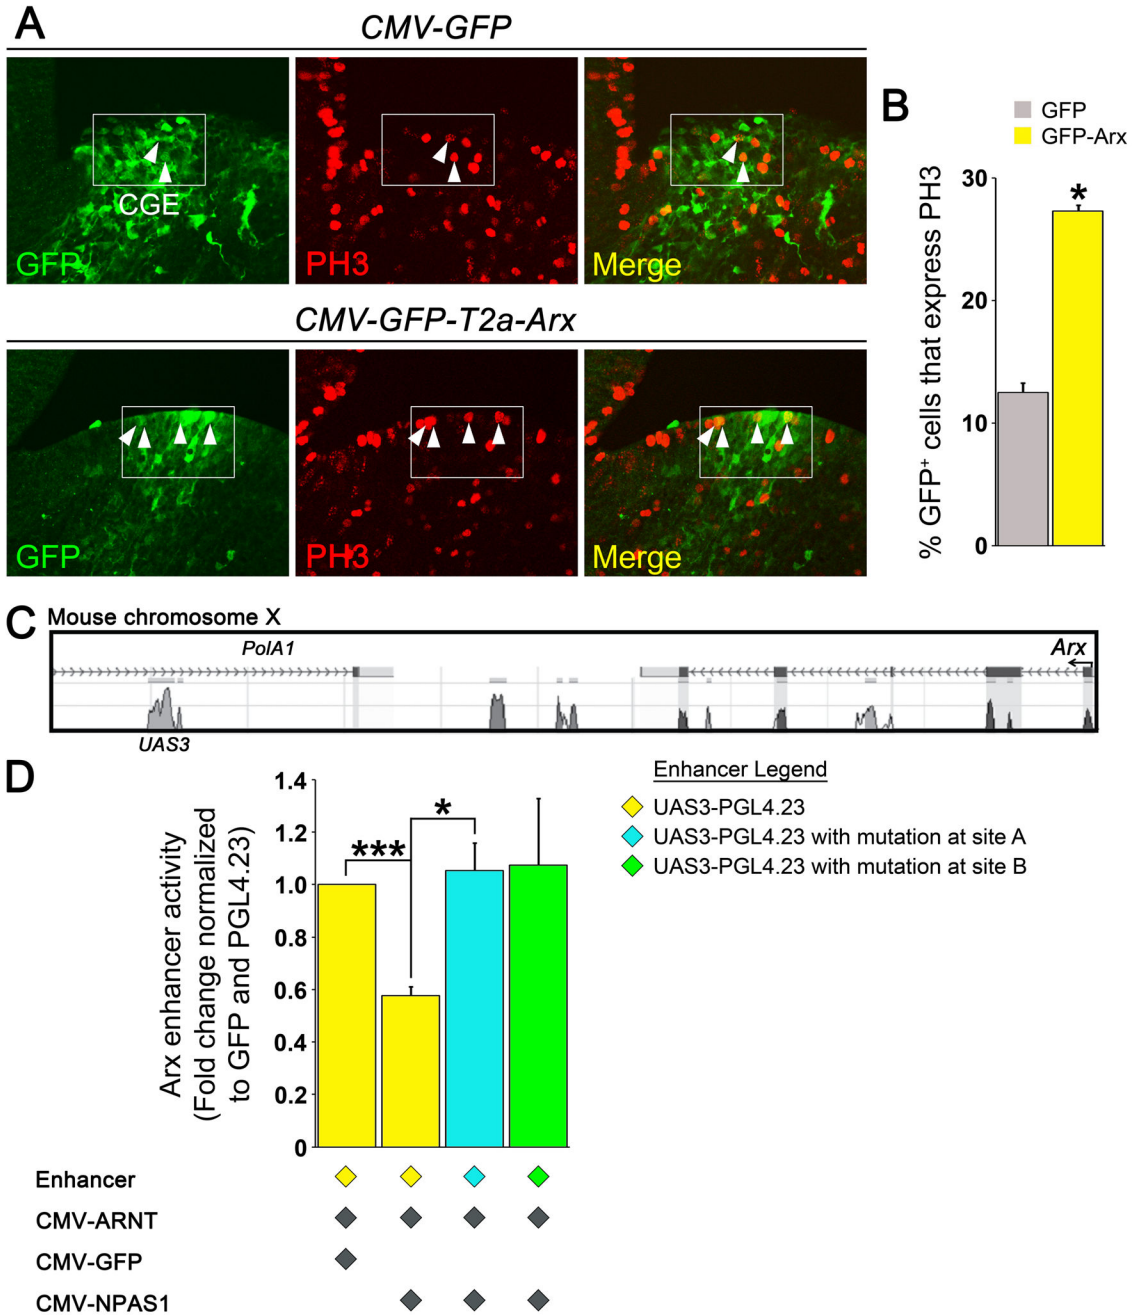 A
CMV-GFP
CGE
GFP
PH3
Merge
CMV-GFP-T2a-Arx
GFP
PH3
Merge
B
GFP
GFP-Arx
% GFP+ cells that express PH3
30
20
10
0
*
C
Mouse chromosome X
PolA1
Arx
UAS3
D
Arx enhancer activity
(Fold change normalized
to GFP and PGL4.23)
1.4
1.2
1.0
0.8
0.6
0.4
0.2
0
***
*
Enhancer Legend
UAS3-PGL4.23
UAS3-PGL4.23 with mutation at site A
UAS3-PGL4.23 with mutation at site B
Enhancer
CMV-ARNT
CMV-GFP
CMV-NPAS1